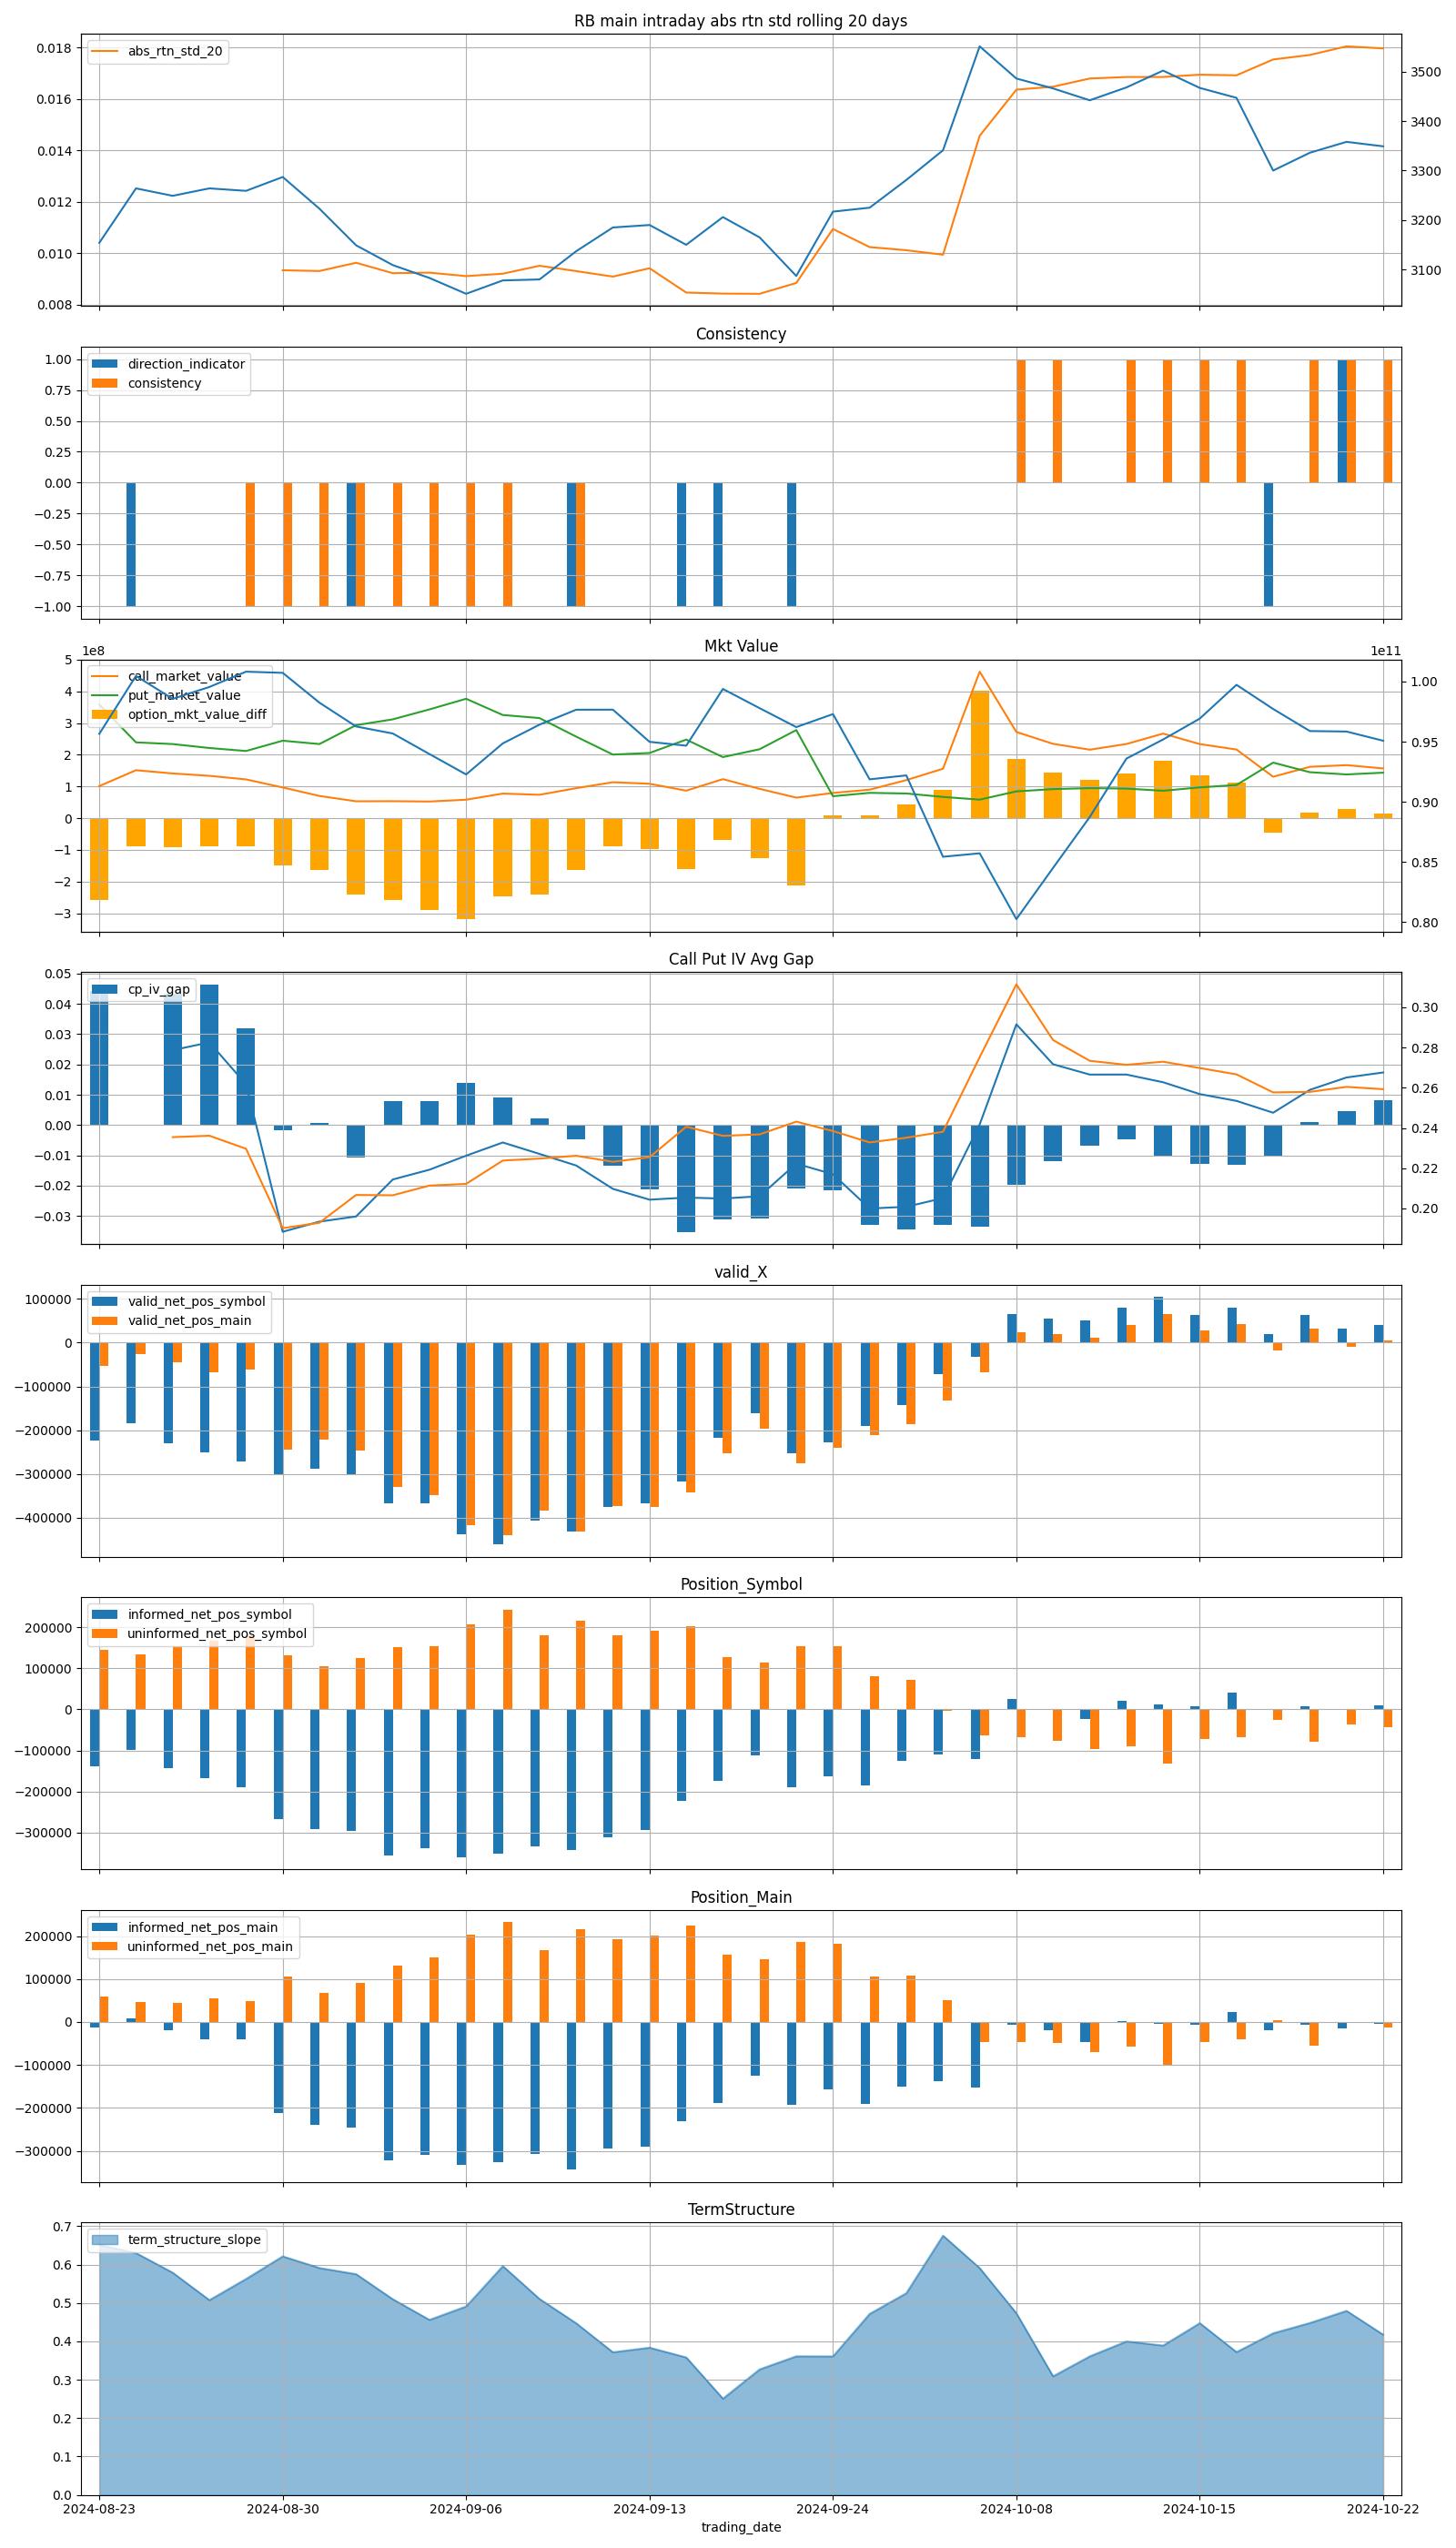 RB main intraday abs rtn std rolling 20 days
abs_rtn_std_20
0.018
0.016
0.014
0.012
0.010
0.008
3500
3400
3300
3200
3100
Consistency
direction_indicator
consistency
1.00
0.75
0.50
0.25
0.00
−0.25
−0.50
−0.75
−1.00
Mkt Value
1e8
1e11
call_market_value
put_market_value
option_mkt_value_diff
5
4
3
2
1
0
−1
−2
−3
1.00
0.95
0.90
0.85
0.80
Call Put IV Avg Gap
cp_iv_gap
0.05
0.04
0.03
0.02
0.01
0.00
−0.01
−0.02
−0.03
0.30
0.28
0.26
0.24
0.22
0.20
valid_X
valid_net_pos_symbol
valid_net_pos_main
100000
0
−100000
−200000
−300000
−400000
Position_Symbol
informed_net_pos_symbol
uninformed_net_pos_symbol
200000
100000
0
−100000
−200000
−300000
Position_Main
informed_net_pos_main
uninformed_net_pos_main
200000
100000
0
−100000
−200000
−300000
TermStructure
term_structure_slope
0.7
0.6
0.5
0.4
0.3
0.2
0.1
0.0
2024-08-23 2024-08-30 2024-09-06 2024-09-13 2024-09-24 2024-10-08 2024-10-15 2024-10-22
trading_date